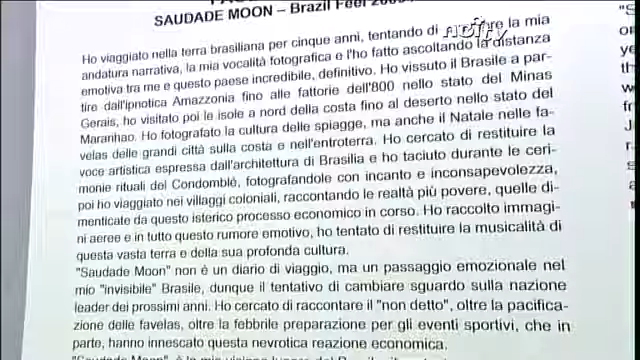 SAUDADE MOON – Brazil Feel
Ho viaggiato nella terra brasiliana per cinque anni, tentando di re la mia
andatura narrativa, la mia vocalità fotografica e l'ho fatto ascoltando la distanza
emotiva tra me e questo paese incredibile, definitivo. Ho vissuto il Brasile a par-
tire dall'ipnotica Amazzonia fino alle fattorie dell'800 nello stato del Minas
Gerais, ho visitato poi le isole a nord della costa fino al deserto nello stato del
Maranhao. Ho fotografato la cultura delle spiagge, ma anche il Natale nelle fa-
velas delle grandi città sulla costa e nell'entroterra. Ho cercato di restituire la
voce artistica espressa dall'architettura di Brasilia e ho taciuto durante le ceri-
monie rituali del Condomblè, fotografandole con incanto e inconsapevolezza,
poi ho viaggiato nei villaggi coloniali, raccontando le realtà più povere, quelle di-
menticate da questo isterico processo economico in corso. Ho raccolto immagi-
ni aeree e in tutto questo rumore emotivo, ho tentato di restituire la musicalità di
questa vasta terra e della sua profonda cultura.
"Saudade Moon" non è un diario di viaggio, ma un passaggio emozionale nel
mio "invisibile" Brasile, dunque il tentativo di cambiare sguardo sulla nazione
leader dei prossimi anni. Ho cercato di raccontare il "non detto", oltre la pacifica-
zione delle favelas, oltre la febbrile preparazione per gli eventi sportivi, che in
parte, hanno innescato questa nevrotica reazione economica.